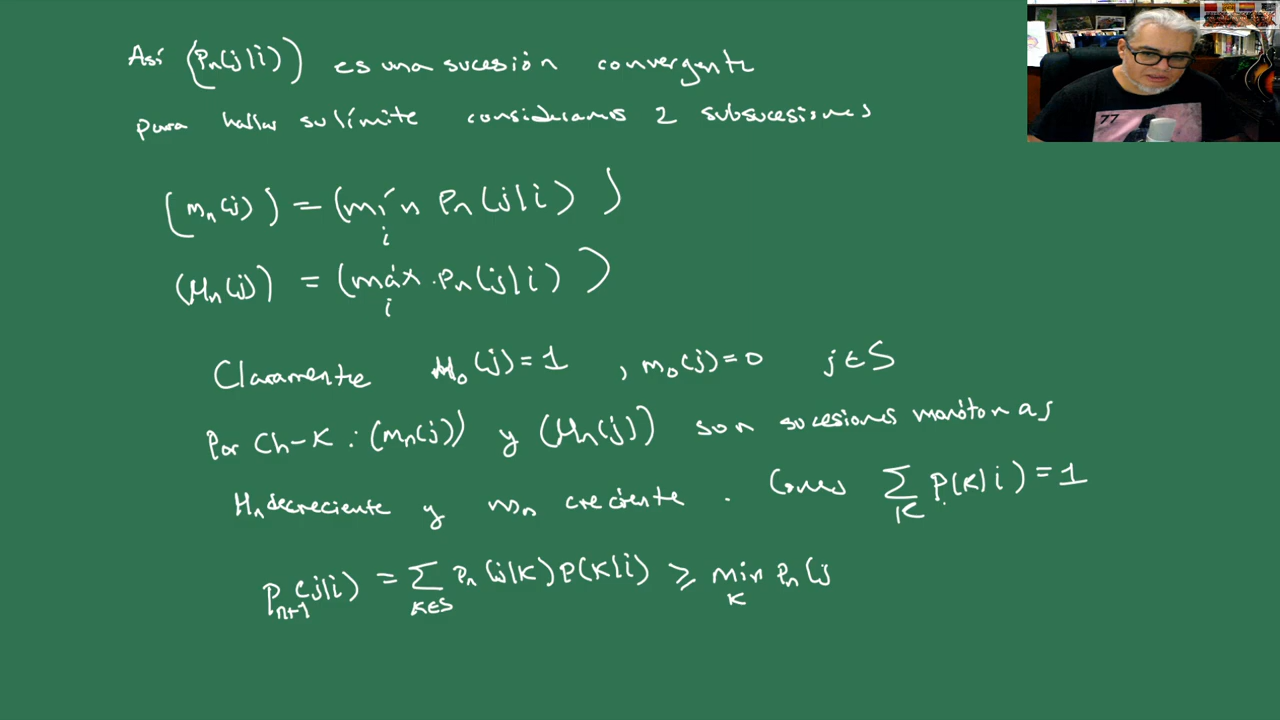 Así (Pn(j|i)) es una sucesión convergente
para hallar su límite consideramos 2 subsucesiones
(mn(j)) = (mín Pn(j|i))
i
(Mn(j)) = (máx Pn(j|i))
i
Claramente M0(j)=1 , m0(j)=0 j∈S
Por Ch-K : (mn(j)) y (Mn(j)) son sucesiones monótonas
Mn decreciente y mn creciente . Como ∑ P(K|i) = 1
K
Pn+1(j|i) = ∑ Pn(j|K) P(K|i) ≥ min Pn(j
K∈S K
77